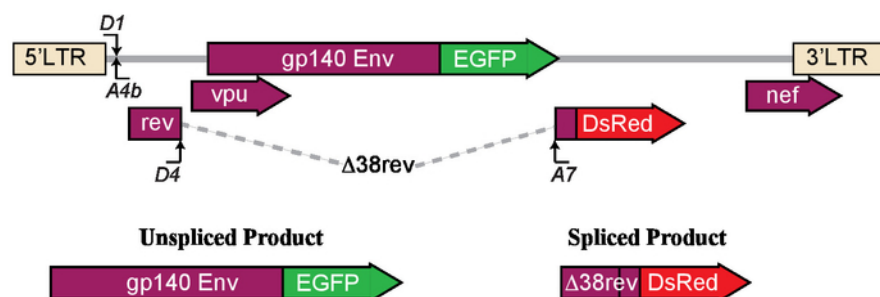 D1
5'LTR
gp140 Env
EGFP
3'LTR
A4b
vpu
nef
rev
DsRed
D4
Δ38rev
A7
Unspliced Product
Spliced Product
gp140 Env
EGFP
Δ38rev
DsRed